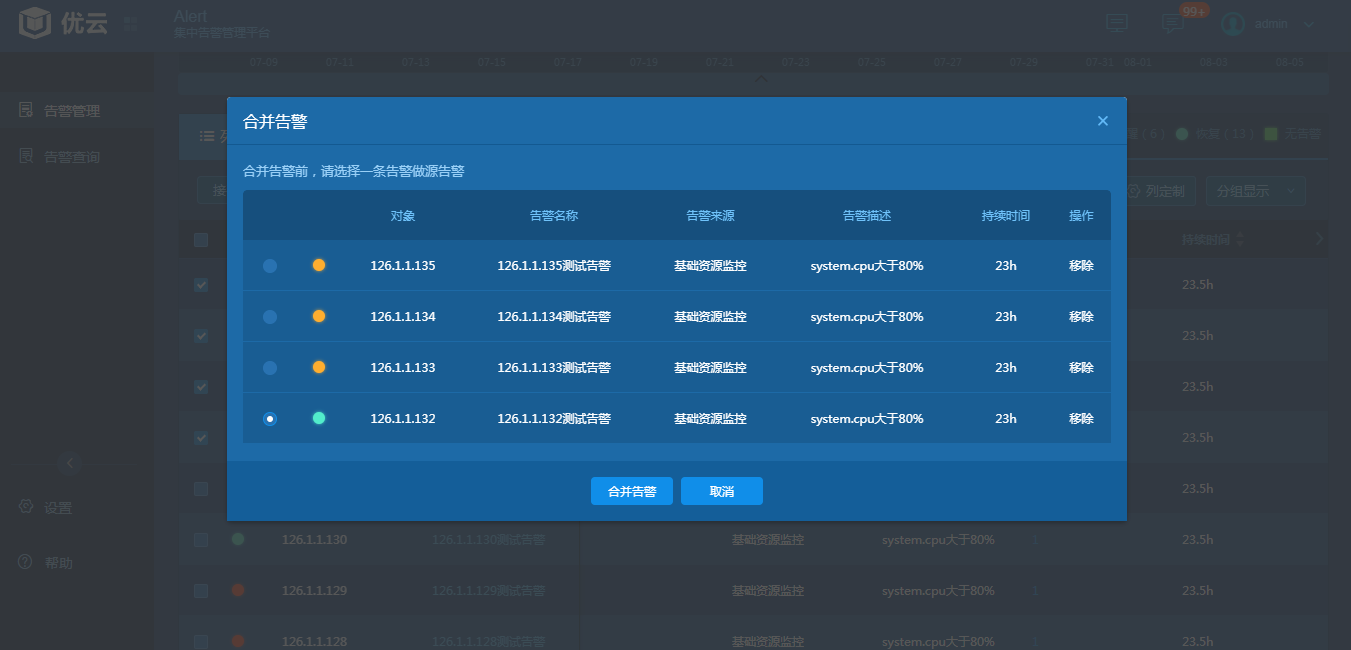 优云
Alert
集中告警管理平台
99+
admin
07-09 07-11 07-13 07-15 07-17 07-19 07-21 07-23 07-25 07-27 07-29 07-31 08-01 08-03 08-05
告警管理
告警查询
设置
帮助
( 6 ) 恢复 ( 13 ) 无告警
列定制 分组显示
持续时间
23.5h
23.5h
23.5h
23.5h
23.5h
合并告警
合并告警前，请选择一条告警做源告警
对象 告警名称 告警来源 告警描述 持续时间 操作
126.1.1.135 126.1.1.135测试告警 基础资源监控 system.cpu大于80% 23h 移除
126.1.1.134 126.1.1.134测试告警 基础资源监控 system.cpu大于80% 23h 移除
126.1.1.133 126.1.1.133测试告警 基础资源监控 system.cpu大于80% 23h 移除
126.1.1.132 126.1.1.132测试告警 基础资源监控 system.cpu大于80% 23h 移除
合并告警 取消
126.1.1.130 126.1.1.130测试告警 基础资源监控 system.cpu大于80% 1 23.5h
126.1.1.129 126.1.1.129测试告警 基础资源监控 system.cpu大于80% 1 23.5h
126.1.1.128 126.1.1.128测试告警 基础资源监控 system.cpu大于80% 1 23.5h